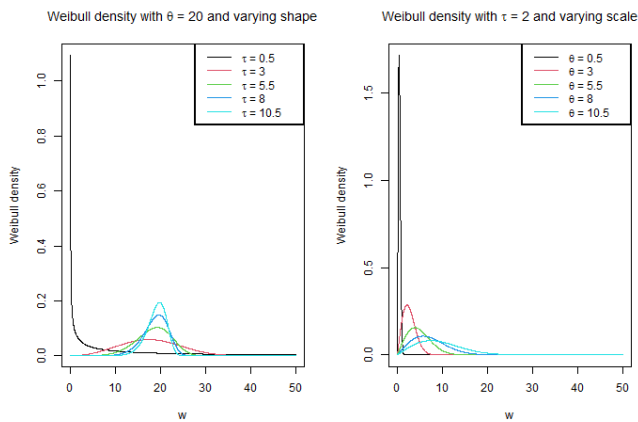 Weibull density with θ = 20 and varying shape
τ = 0.5
τ = 3
τ = 5.5
τ = 8
τ = 10.5
Weibull density
0.0
0.2
0.4
0.6
0.8
1.0
0
10
20
30
40
50
w
Weibull density with τ = 2 and varying scale
θ = 0.5
θ = 3
θ = 5.5
θ = 8
θ = 10.5
Weibull density
0.0
0.5
1.0
1.5
0
10
20
30
40
50
w